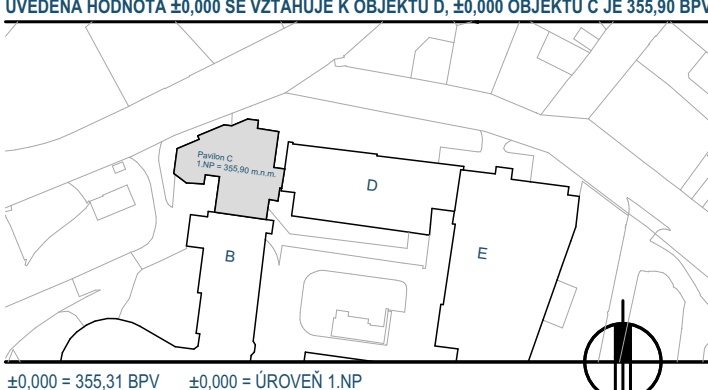 UVEDENÁ HODNOTA ±0,000 SE VZTAHUJE K OBJEKTU D, ±0,000 OBJEKTU C JE 355,90 BPV
Pavilon C
1.NP = 355,90 m.n.m.
D
B
E
±0,000 = 355,31 BPV ±0,000 = ÚROVEŇ 1.NP